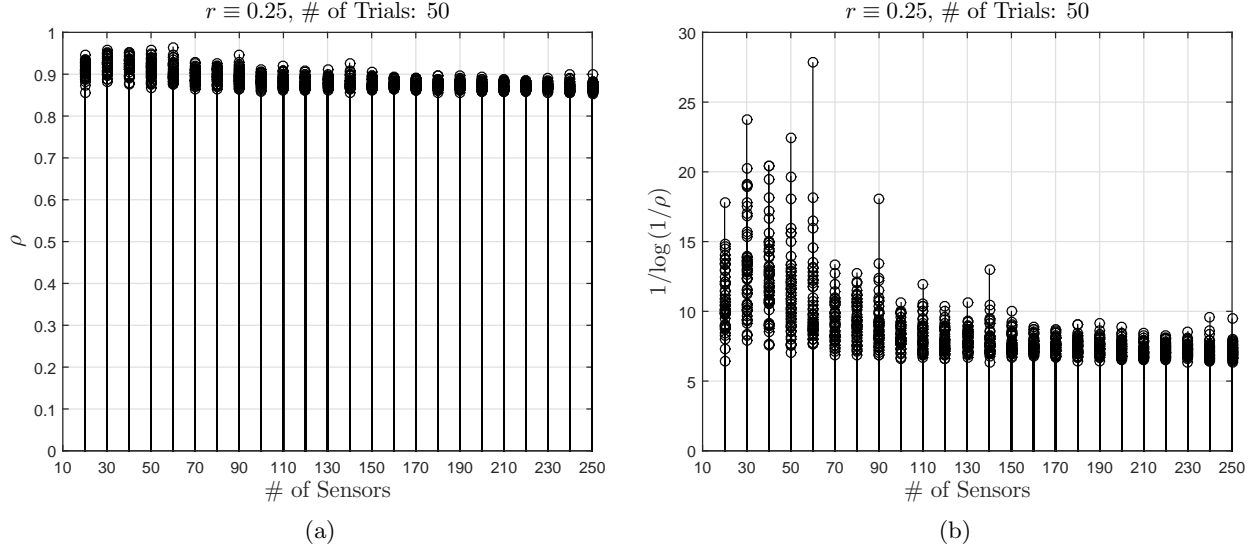 r ≡ 0.25, # of Trials: 50
1
0.9
0.8
0.7
0.6
0.5
0.4
0.3
0.2
0.1
0
ρ
10 30 50 70 90 110 130 150 170 190 210 230 250
# of Sensors
(a)
r ≡ 0.25, # of Trials: 50
30
25
20
15
10
5
0
1/log (1/ρ)
10 30 50 70 90 110 130 150 170 190 210 230 250
# of Sensors
(b)